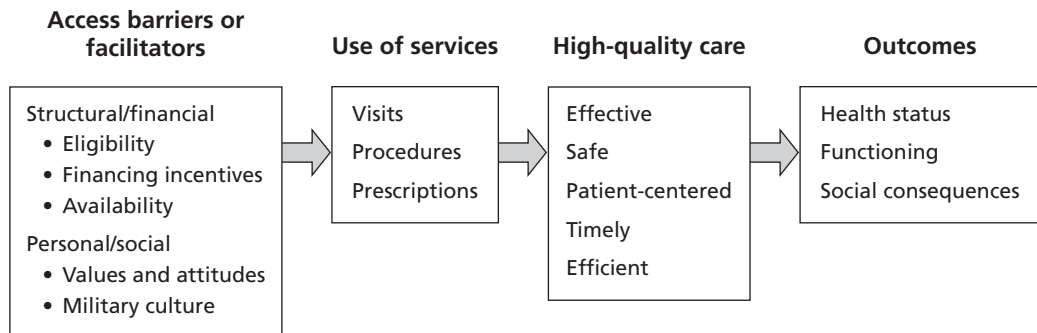 Access barriers or
facilitators
Structural/financial
• Eligibility
• Financing incentives
• Availability
Personal/social
• Values and attitudes
• Military culture
Use of services
Visits
Procedures
Prescriptions
High-quality care
Effective
Safe
Patient-centered
Timely
Efficient
Outcomes
Health status
Functioning
Social consequences